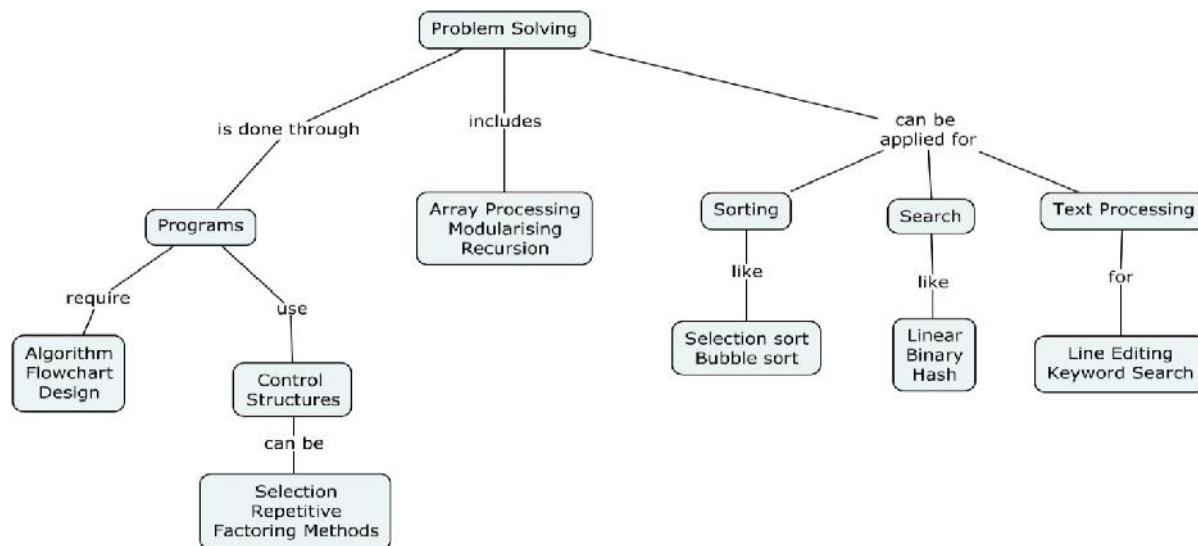 Problem Solving
is done through
includes
can be
applied for
Programs
Array Processing
Modularising
Recursion
Sorting
Search
Text Processing
require
use
like
like
for
Algorithm
Flowchart
Design
Control
Structures
Selection sort
Bubble sort
Linear
Binary
Hash
Line Editing
Keyword Search
can be
Selection
Repetitive
Factoring Methods